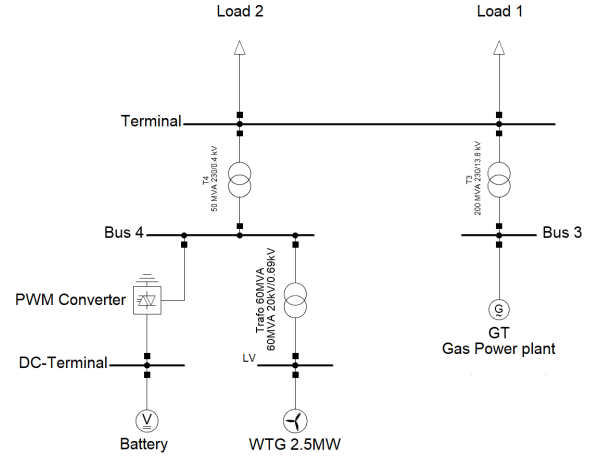 Load 2
Load 1
Terminal
T4
50 MVA 230/0.4 kV
T3
200 MVA 230/13.8 kV
Bus 4
Bus 3
Trafo 60MVA
60MVA 20kV/0.69kV
PWM Converter
G
~
GT
Gas Power plant
DC-Terminal
LV
V
Battery
WTG 2.5MW